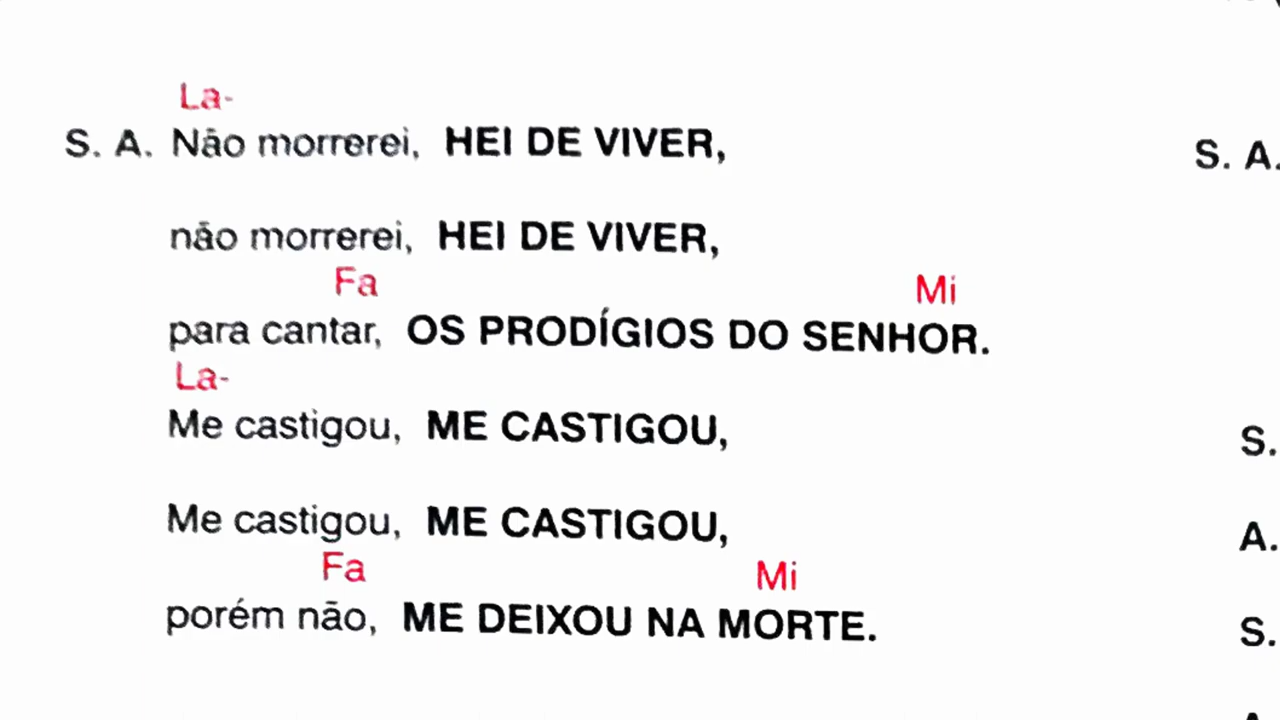 La-
S. A. Não morrerei, HEI DE VIVER,
não morrerei, HEI DE VIVER,
Fa Mi
para cantar, OS PRODÍGIOS DO SENHOR.
La-
Me castigou, ME CASTIGOU,
Me castigou, ME CASTIGOU,
Fa Mi
porém não, ME DEIXOU NA MORTE.
S. A.
S.
A.
S.